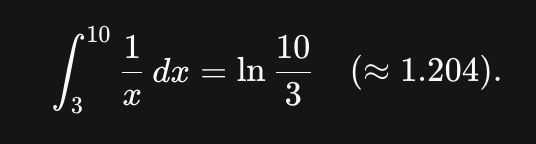 ∫₃¹⁰ 1/x dx = ln 10/3 (≈ 1.204).